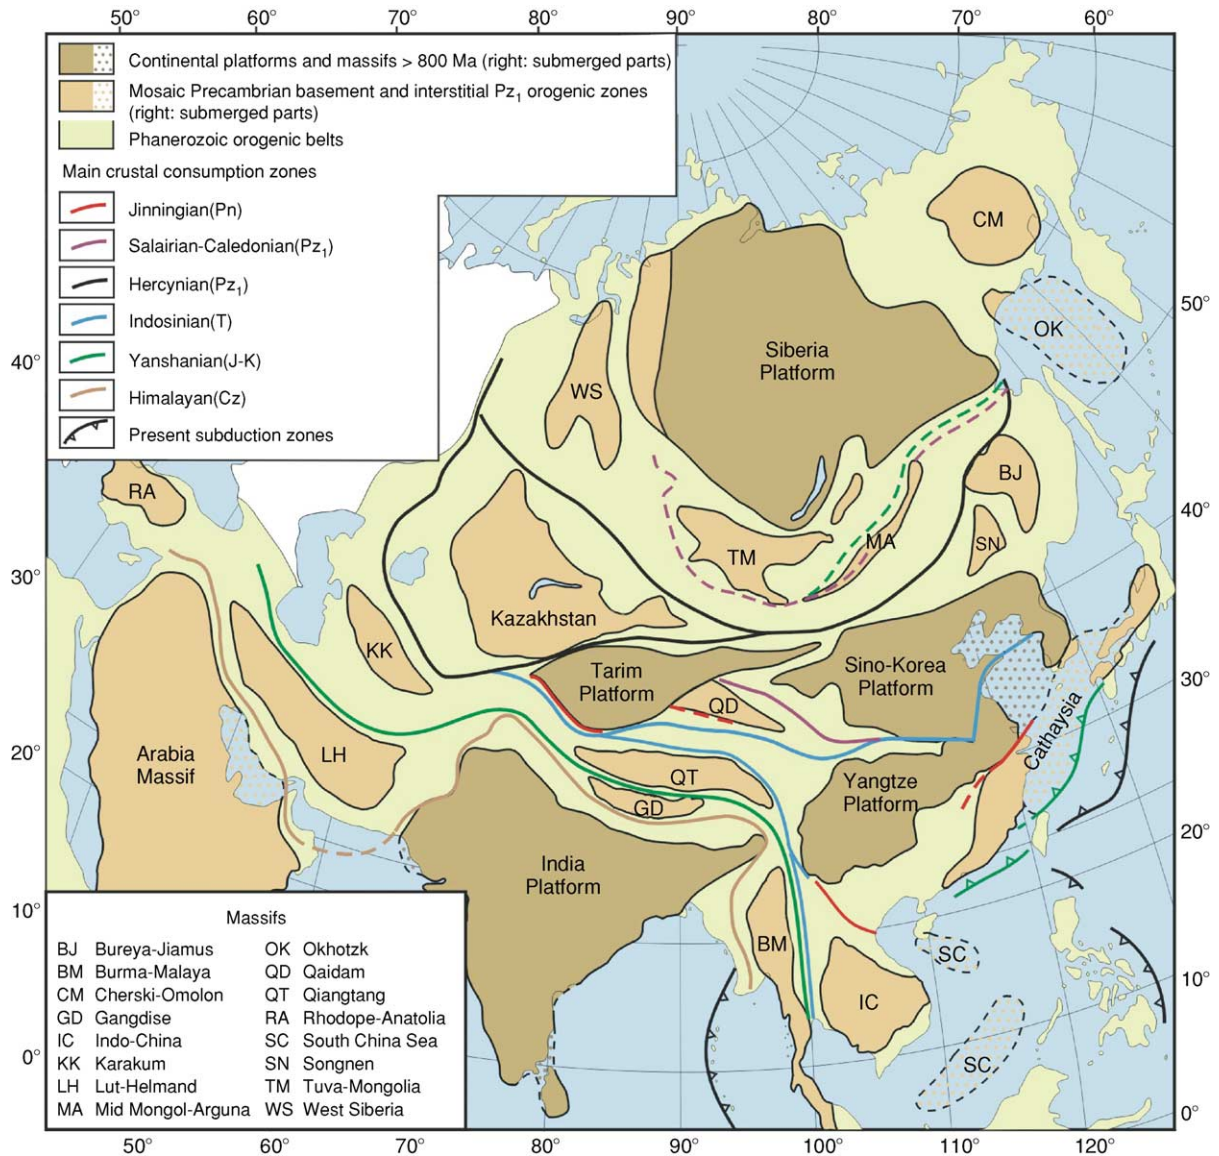 50° 60° 70° 80° 90° 80° 70° 60°
Continental platforms and massifs > 800 Ma (right: submerged parts)
Mosaic Precambrian basement and interstitial Pz₁ orogenic zones
(right: submerged parts)
Phanerozoic orogenic belts
Main crustal consumption zones
Jinningian(Pn)
Salairian-Caledonian(Pz₁)
Hercynian(Pz₁)
Indosinian(T)
Yanshanian(J-K)
Himalayan(Cz)
Present subduction zones
40°
30°
20°
10°
0°
50°
40°
30°
20°
10°
0°
CM
OK
Siberia
Platform
WS
RA
BJ
SN
MA
TM
Kazakhstan
KK
Tarim
Platform
Sino-Korea
Platform
QD
Cathaysia
Arabia
Massif
LH
QT
GD
Yangtze
Platform
India
Platform
BM
SC
IC
SC
Massifs
BJ Bureya-Jiamus OK Okhotzk
BM Burma-Malaya QD Qaidam
CM Cherski-Omolon QT Qiangtang
GD Gangdise RA Rhodope-Anatolia
IC Indo-China SC South China Sea
KK Karakum SN Songnen
LH Lut-Helmand TM Tuva-Mongolia
MA Mid Mongol-Arguna WS West Siberia
50° 60° 70° 80° 90° 100° 110° 120°